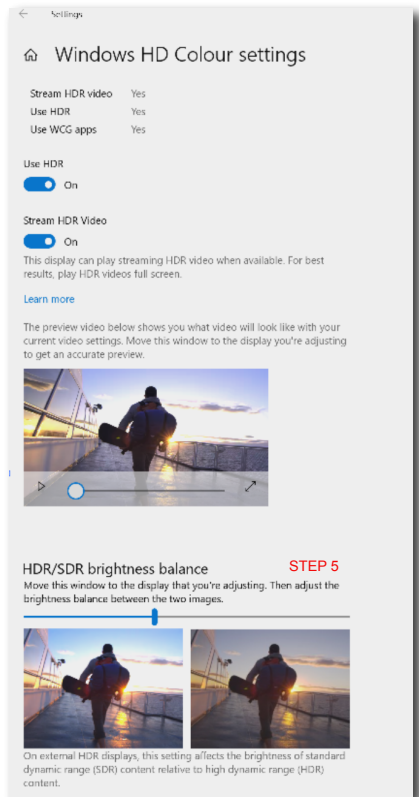 Settings
Windows HD Colour settings
Stream HDR video Yes
Use HDR Yes
Use WCG apps Yes
Use HDR
On
Stream HDR Video
On
This display can play streaming HDR video when available. For best
results, play HDR videos full screen.
Learn more
The preview video below shows you what video will look like with your
current video settings. Move this window to the display you're adjusting
to get an accurate preview.
HDR/SDR brightness balance STEP 5
Move this window to the display that you're adjusting. Then adjust the
brightness balance between the two images.
On external HDR displays, this setting affects the brightness of standard
dynamic range (SDR) content relative to high dynamic range (HDR)
content.